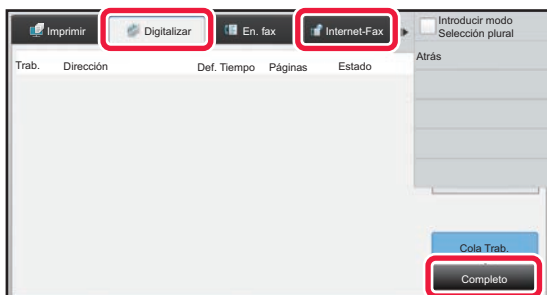 Imprimir Digitalizar En. fax Internet-Fax
Introducir modo
Selección plural
Atrás
Trab. Dirección Def. Tiempo Páginas Estado
Cola Trab.
Completo